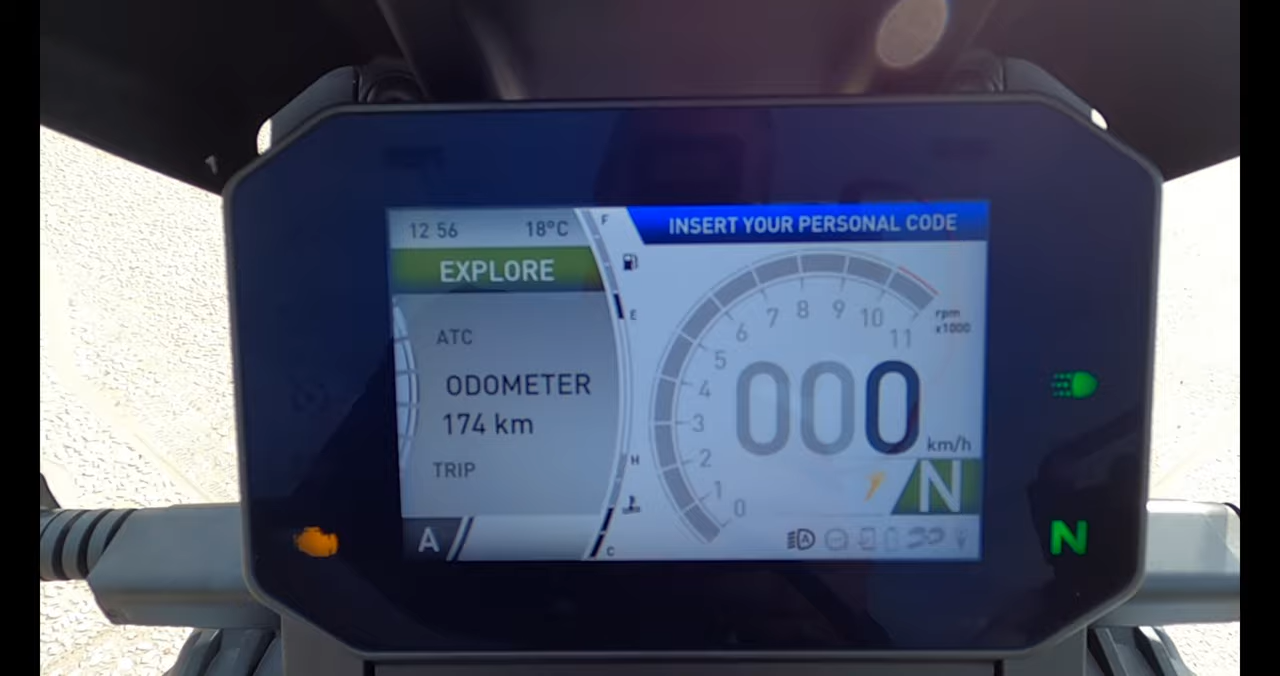 12 56 18°C
INSERT YOUR PERSONAL CODE
EXPLORE
F
E
ATC
ODOMETER
174 km
TRIP
H
C
A
0
1
2
3
4
5
6
7
8
9
10
11
rpm
x1000
000
km/h
N
A
N